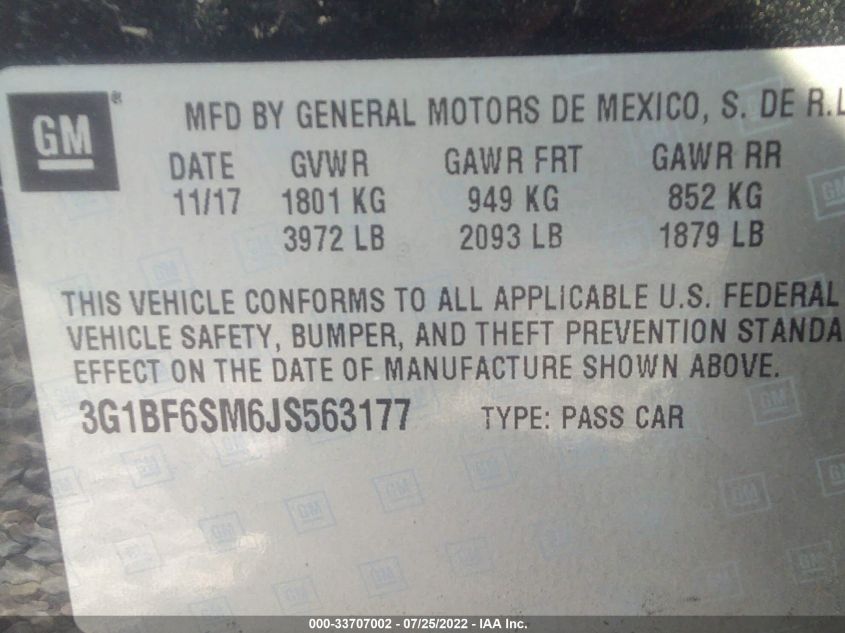 GM
MFD BY GENERAL MOTORS DE MEXICO, S. DE R.L
DATE GVWR GAWR FRT GAWR RR
11/17 1801 KG 949 KG 852 KG
3972 LB 2093 LB 1879 LB
THIS VEHICLE CONFORMS TO ALL APPLICABLE U.S. FEDERAL
VEHICLE SAFETY, BUMPER, AND THEFT PREVENTION STANDA
EFFECT ON THE DATE OF MANUFACTURE SHOWN ABOVE.
3G1BF6SM6JS563177 TYPE: PASS CAR
000-33707002 - 07/25/2022 - IAA Inc.